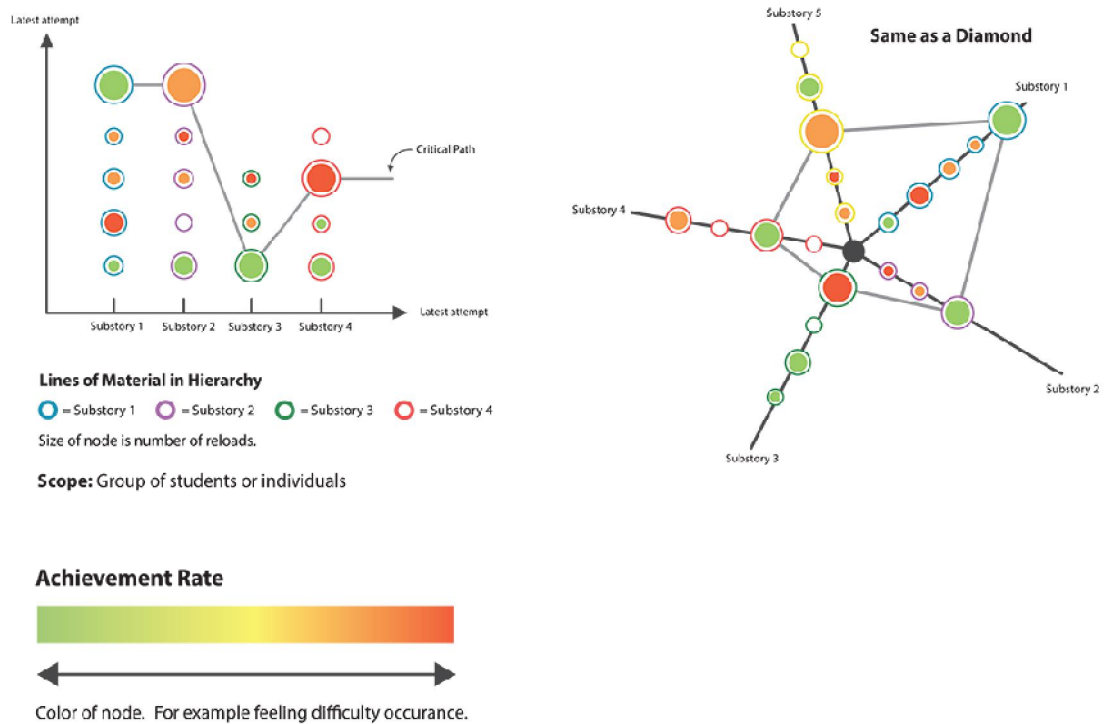 Latest attempt
Critical Path
Latest attempt
Substory 1
Substory 2
Substory 3
Substory 4
Lines of Material in Hierarchy
= Substory 1
= Substory 2
= Substory 3
= Substory 4
Size of node is number of reloads.
Scope: Group of students or individuals
Same as a Diamond
Substory 5
Substory 1
Substory 4
Substory 2
Substory 3
Achievement Rate
Color of node. For example feeling difficulty occurance.